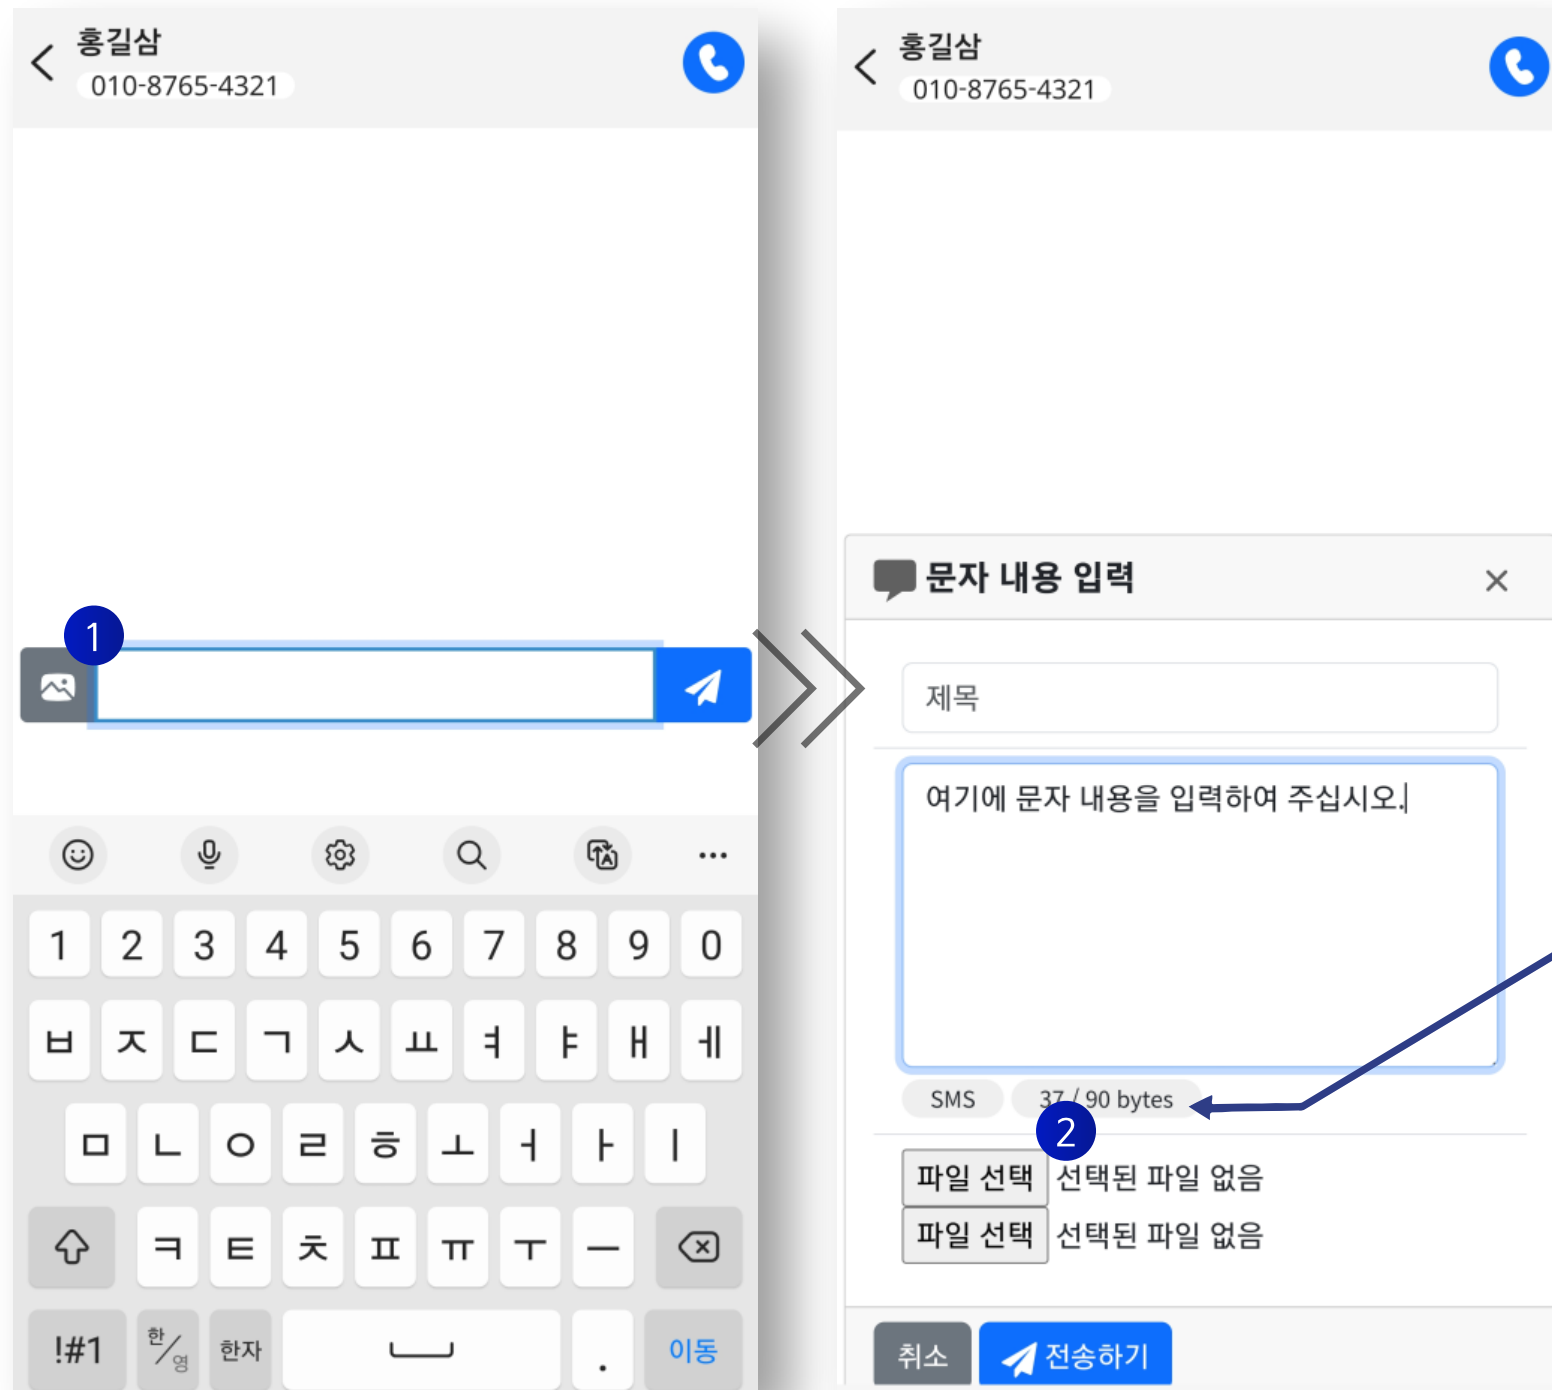 홍길삼
010-8765-4321
1
1 2 3 4 5 6 7 8 9 0
ㅂ ㅈ ㄷ ㄱ ㅅ ㅛ ㅕ ㅑ ㅐ ㅔ
ㅁ ㄴ ㅇ ㄹ ㅎ ㅗ ㅓ ㅏ ㅣ
ㅋ ㅌ ㅊ ㅍ ㅠ ㅜ ㅡ
!#1 한/영 한자 . 이동
홍길삼
010-8765-4321
문자 내용 입력
제목
여기에 문자 내용을 입력하여 주십시오.
SMS 37 / 90 bytes
2
파일 선택 선택된 파일 없음
파일 선택 선택된 파일 없음
취소 전송하기